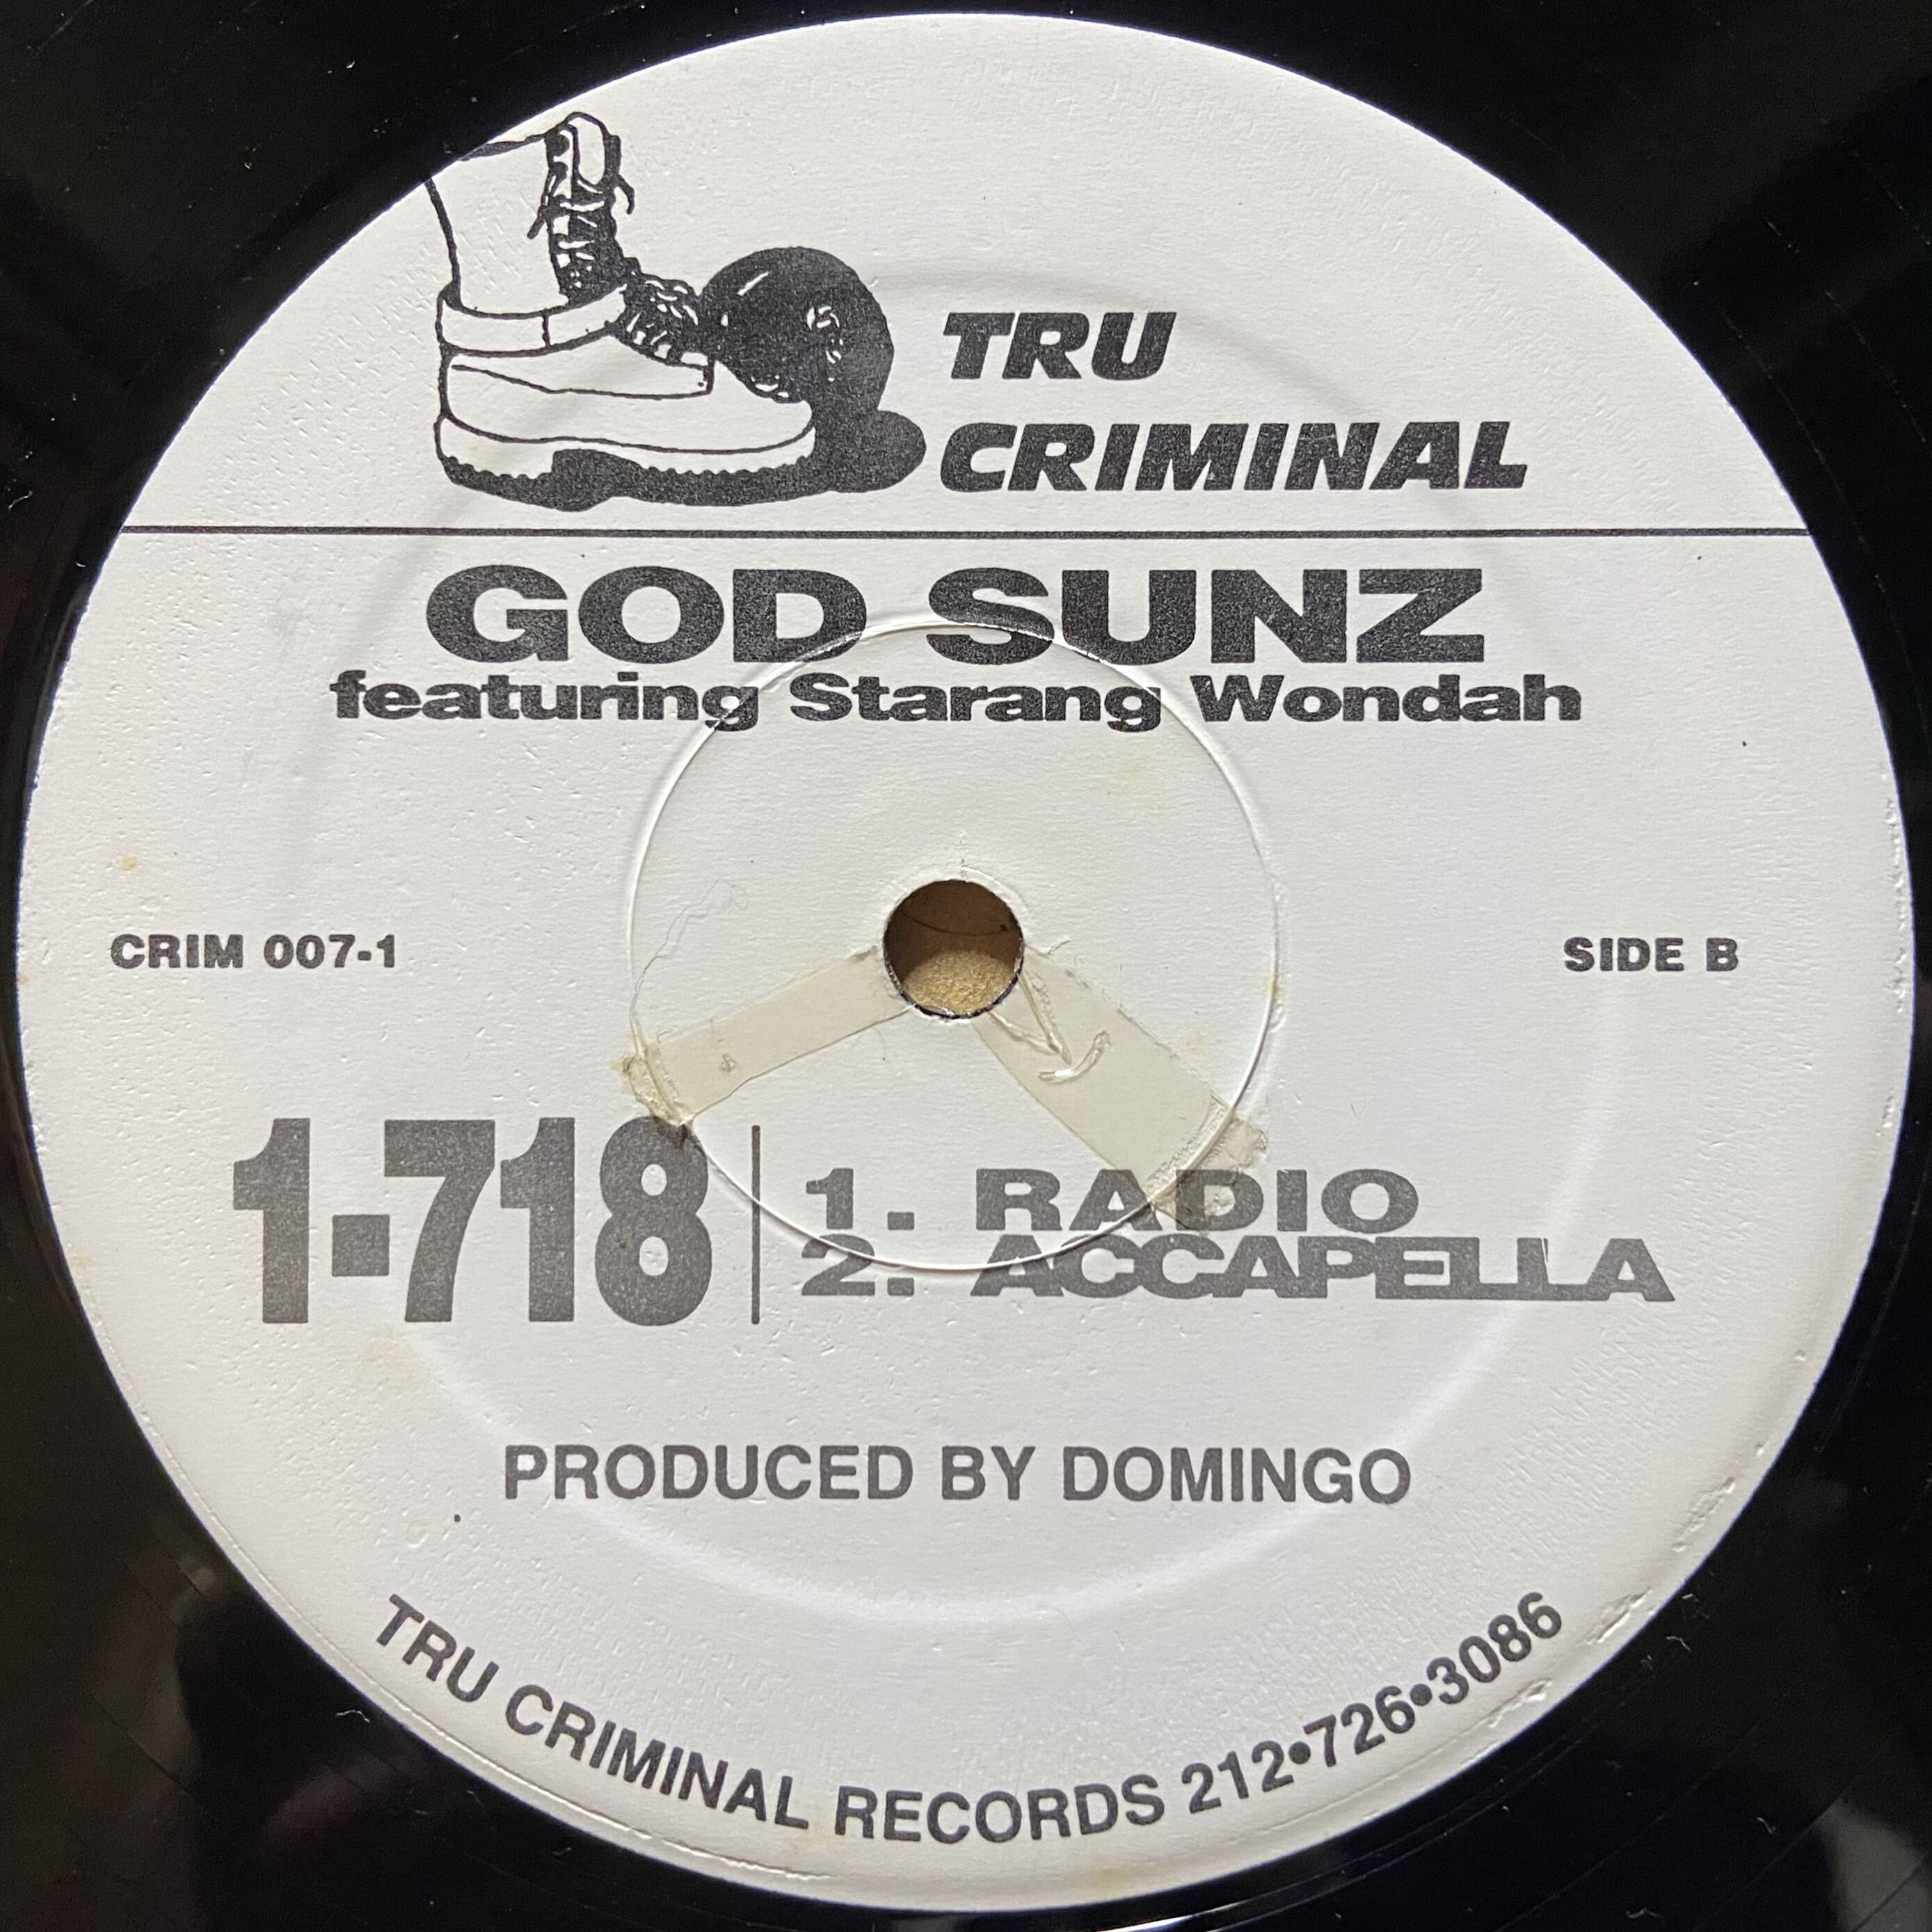 TRU
CRIMINAL
GOD SUNZ
featuring Starang Wondah
CRIM 007-1
SIDE B
1-718
1. RADIO
2. ACCAPELLA
PRODUCED BY DOMINGO
TRU CRIMINAL RECORDS 212•726•3086